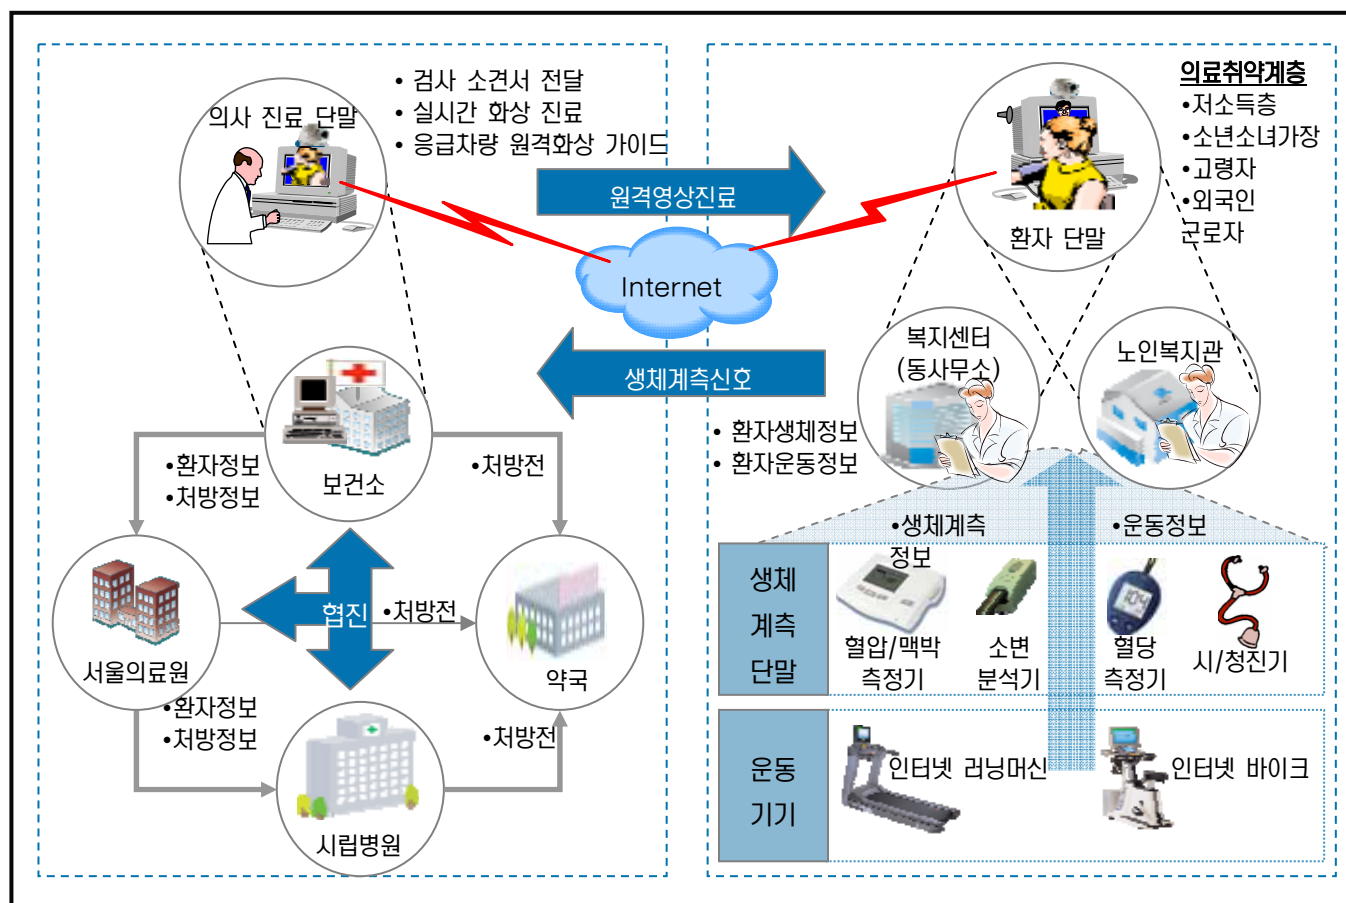 의사 진료 단말
• 검사 소견서 전달
• 실시간 화상 진료
• 응급차량 원격화상 가이드
원격영상진료
Internet
생체계측신호
환자 단말
의료취약계층
•저소득층
•소년소녀가장
•고령자
•외국인
근로자
복지센터
(동사무소)
노인복지관
• 환자생체정보
• 환자운동정보
보건소
•환자정보
•처방정보
•처방전
협진
•처방전
서울의료원
약국
•환자정보
•처방정보
•처방전
시립병원
•생체계측
정보
•운동정보
생체
계측
단말
혈압/맥박
측정기
소변
분석기
104
혈당
측정기
시/청진기
운동
기기
인터넷 러닝머신
인터넷 바이크